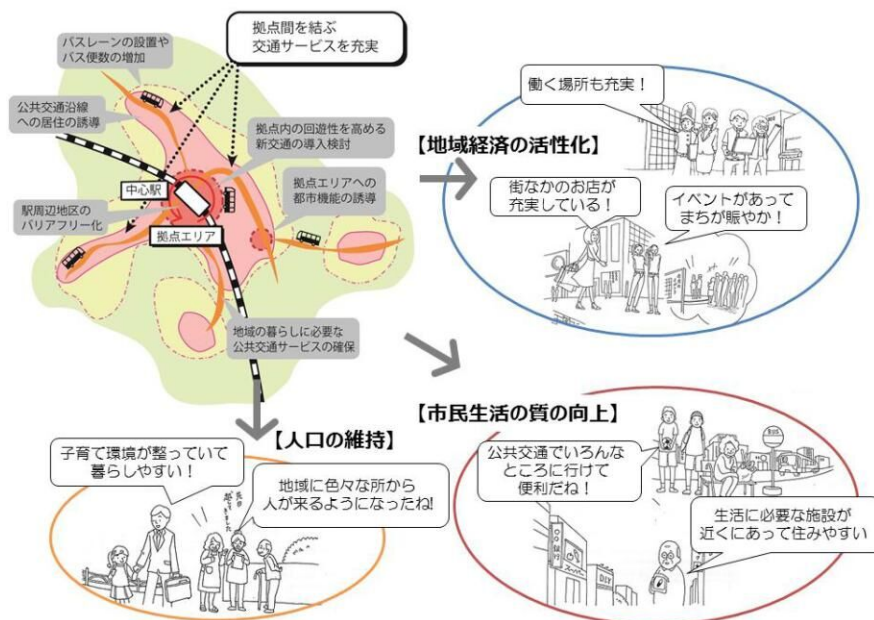 拠点間を結ぶ
交通サービスを充実
バスレーンの設置や
バス便数の増加
公共交通沿線
への居住の誘導
拠点内の回遊性を高める
新交通の導入検討
中心駅
拠点エリアへの
都市機能の誘導
駅周辺地区の
バリアフリー化
拠点エリア
地域の暮らしに必要な
公共交通サービスの確保
【地域経済の活性化】
働く場所も充実！
街なかのお店が
充実している！
イベントがあって
まちが賑やか！
【市民生活の質の向上】
公共交通でいろんな
ところに行けて
便利だね！
生活に必要な施設が
近くにあって住みやすい
スーパー
【人口の維持】
子育て環境が整っていて
暮らしやすい！
地域に色々な所から
人が来るようになったね!